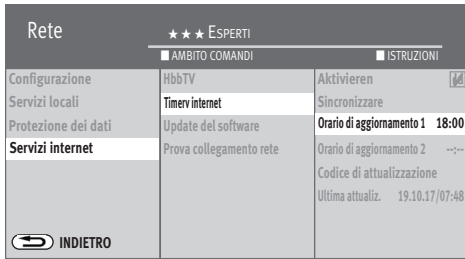 Rete
★★★ ESPERTI
AMBITO COMANDI
ISTRUZIONI
Configurazione
Servizi locali
Protezione dei dati
Servizi internet
HbbTV
Timerv internet
Update del software
Prova collegamento rete
Aktivieren
Sincronizzare
Orario di aggiornamento 1 18:00
Orario di aggiornamento 2 --:--
Codice di attualizzazione
Ultima attualiz. 19.10.17/07:48
INDIETRO